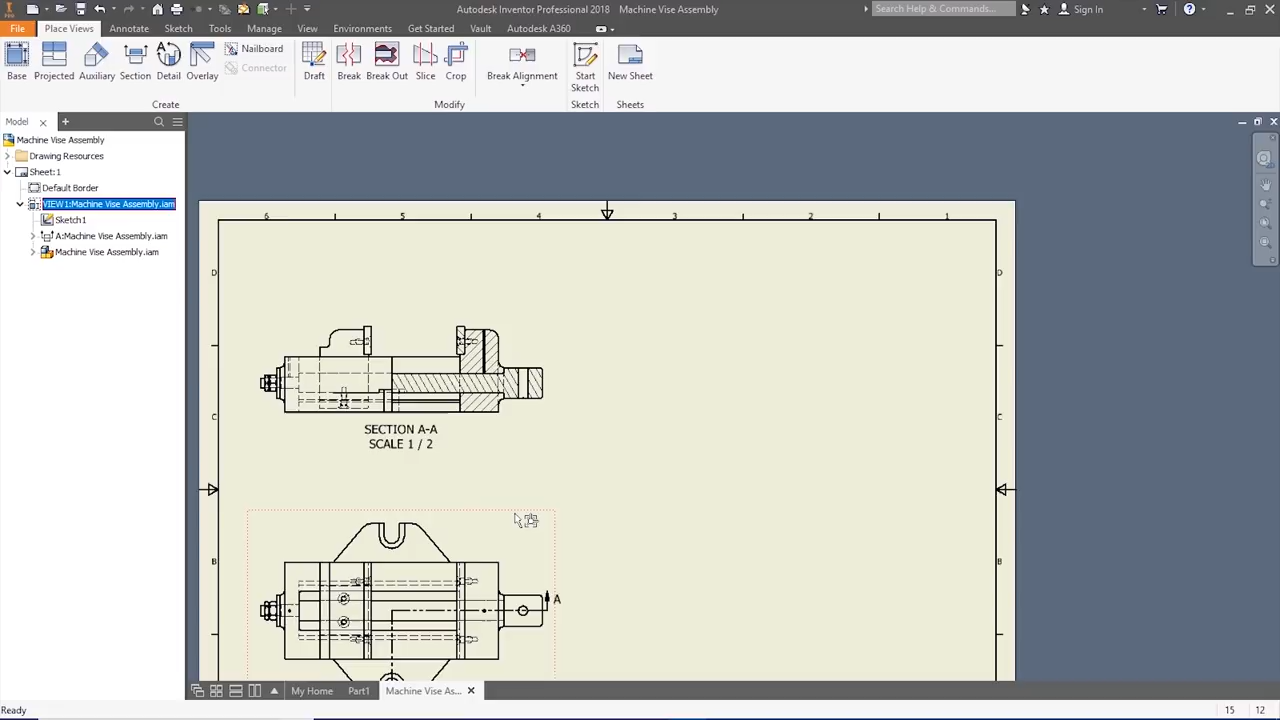 Autodesk Inventor Professional 2018 Machine Vise Assembly
Search Help & Commands...
Sign In
File Place Views Annotate Sketch Tools Manage View Environments Get Started Vault Autodesk A360
Base
Projected
Auxiliary
Section
Detail
Overlay
Nailboard
Connector
Draft
Break
Break Out
Slice
Crop
Break Alignment
Start
Sketch
New Sheet
Create
Modify
Sketch
Sheets
Model
Machine Vise Assembly
Drawing Resources
Sheet:1
Default Border
VIEW1:Machine Vise Assembly.iam
Sketch1
A:Machine Vise Assembly.iam
Machine Vise Assembly.iam
6 5 4 3 2 1
D D
C C
SECTION A-A
SCALE 1 / 2
B B
A
My Home Part1 Machine Vise As...
Ready
15 12